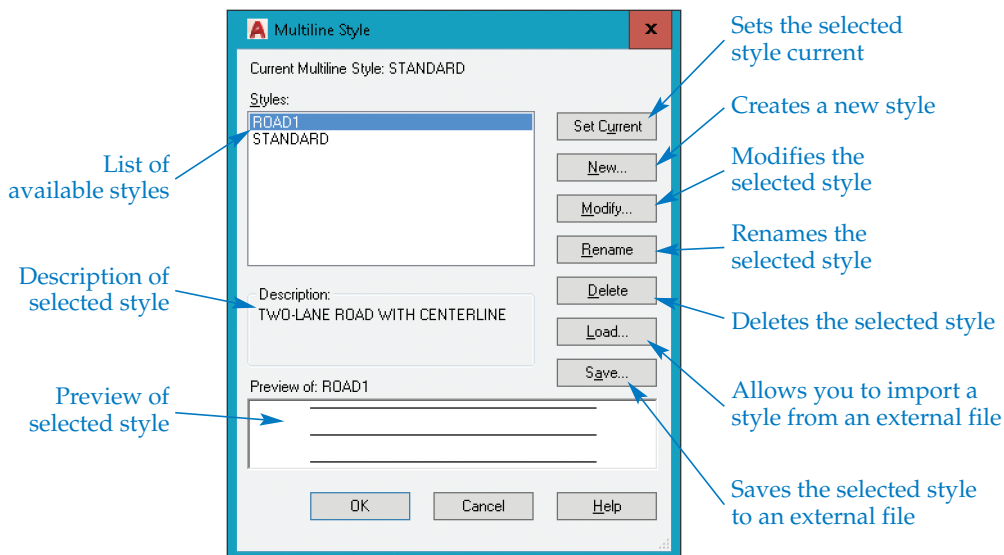 Multiline Style
x
Current Multiline Style: STANDARD
Styles:
ROAD1
STANDARD
Set Current
New...
Modify...
Rename
Delete
Load...
Save...
Description:
TWO-LANE ROAD WITH CENTERLINE
Preview of: ROAD1
OK
Cancel
Help
List of
available styles
Description of
selected style
Preview of
selected style
Sets the selected
style current
Creates a new style
Modifies the
selected style
Renames the
selected style
Deletes the selected style
Allows you to import a
style from an external file
Saves the selected style
to an external file